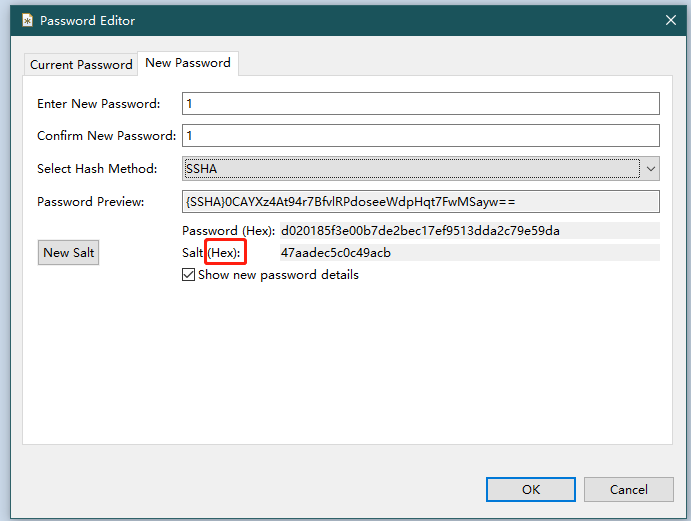 Password Editor
Current Password
New Password
Enter New Password: 1
Confirm New Password: 1
Select Hash Method: SSHA
Password Preview: {SSHA}0CAYXz4At94r7BfvlRPdoseeWdpHqt7FwMSayw==
Password (Hex): d020185f3e00b7de2bec17ef9513dda2c79e59da
New Salt
Salt (Hex): 47aadec5c0c49acb
Show new password details
OK
Cancel